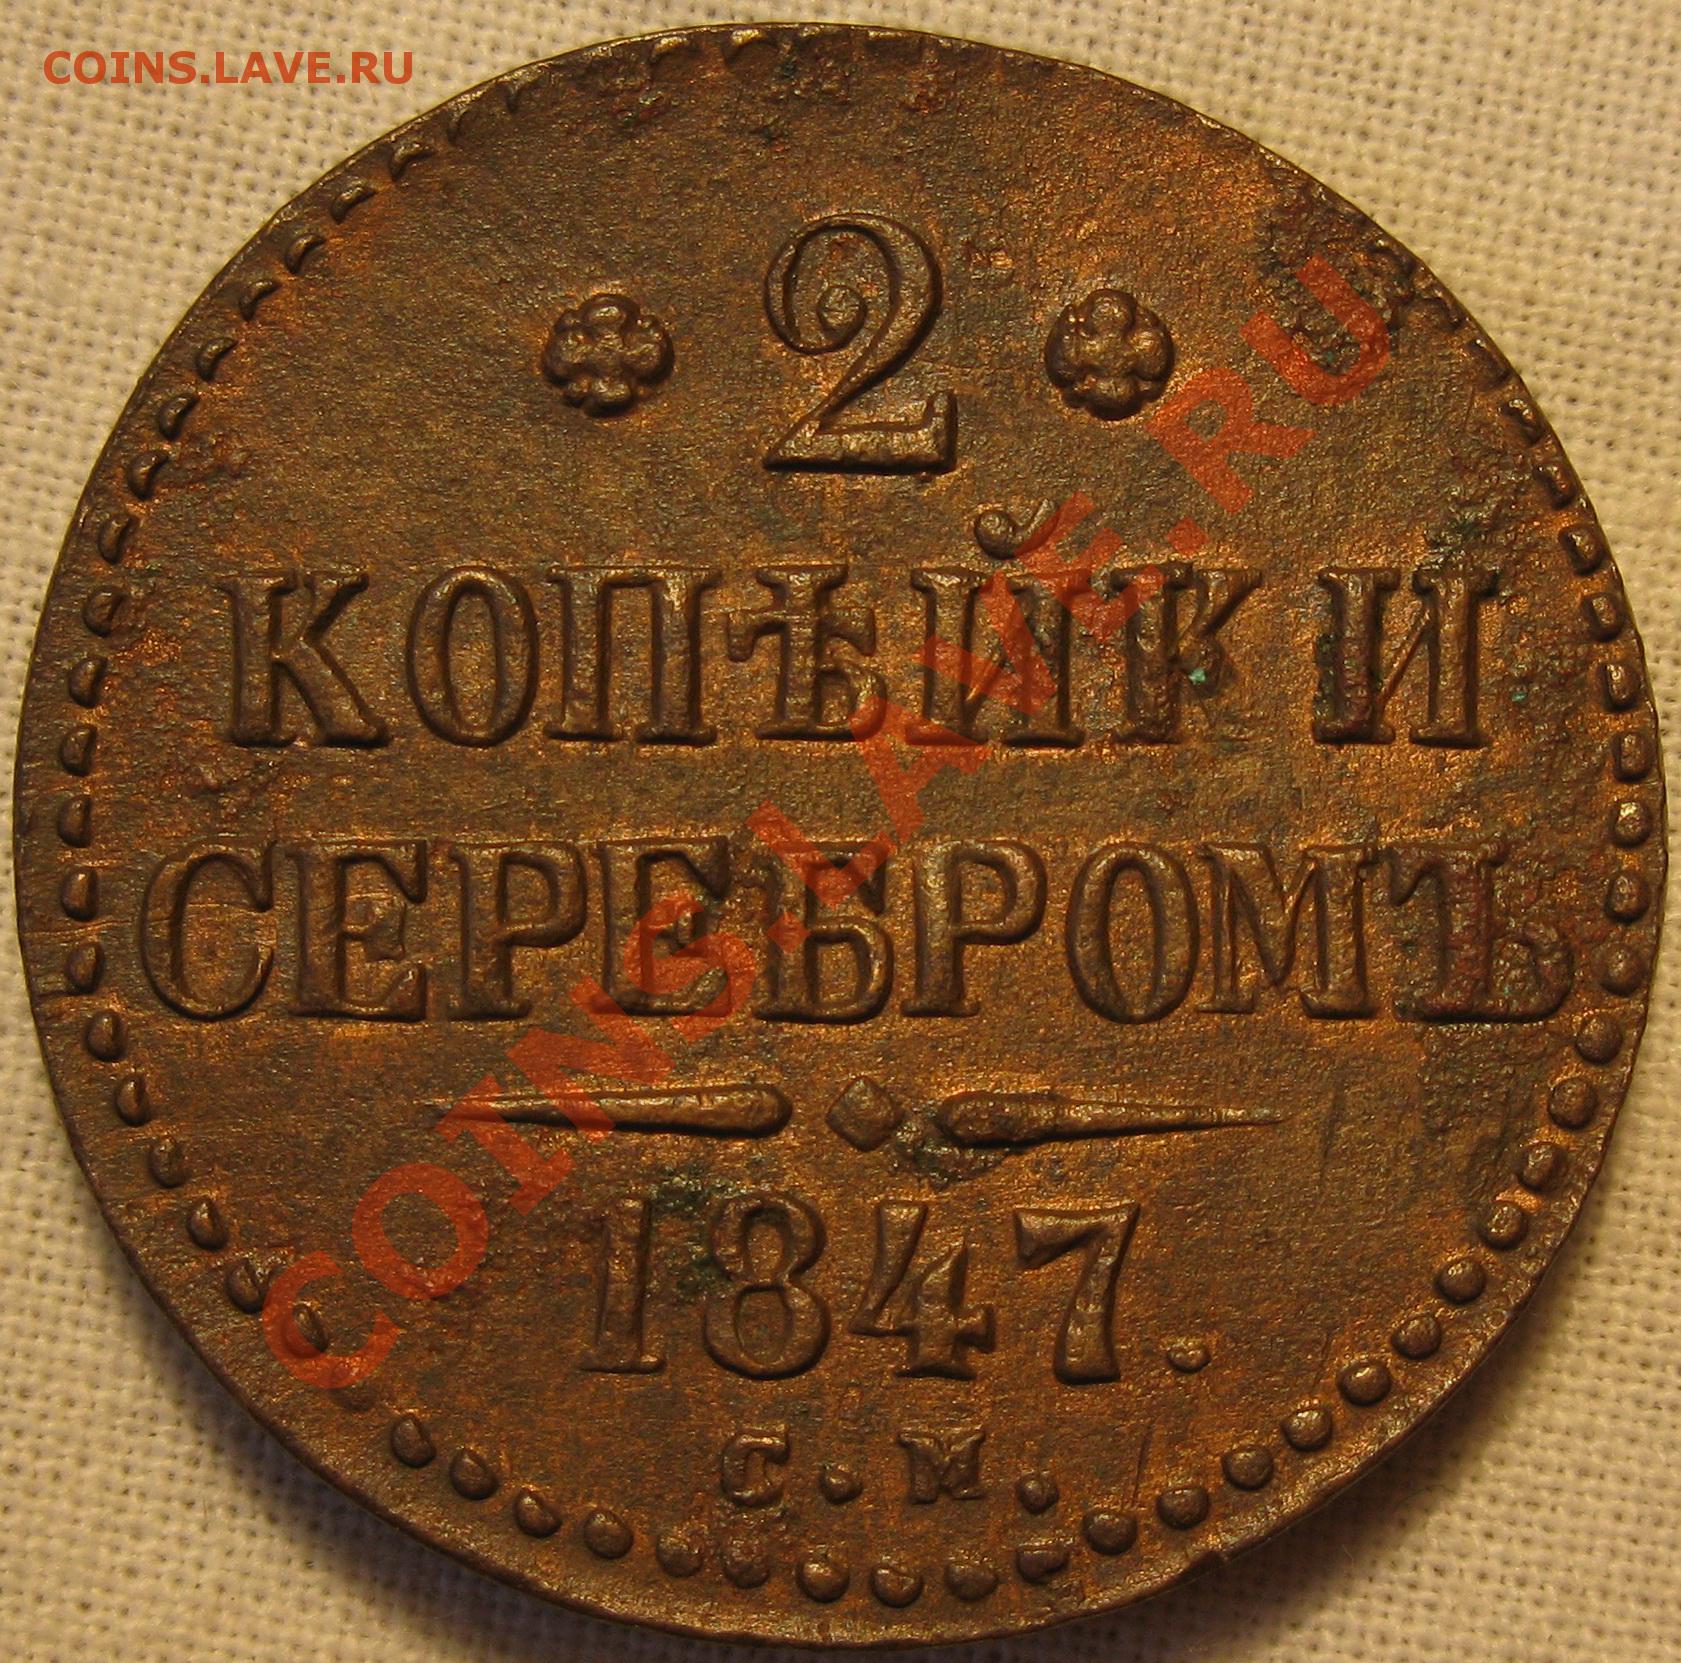 COINS.LAVE.RU
2
КОПѢЙКИ
СЕРЕБРОМЪ
1847.
С.М.
COINS.LAVE.RU